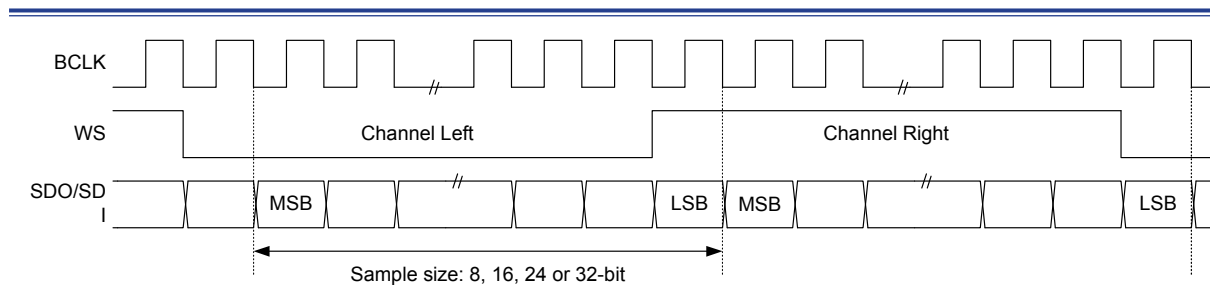 BCLK
WS
Channel Left
Channel Right
SDO/SD
I
MSB
LSB
MSB
LSB
Sample size: 8, 16, 24 or 32-bit